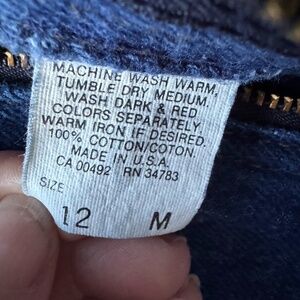 MACHINE WASH WARM,
TUMBLE DRY MEDIUM.
WASH DARK & RED
COLORS SEPARATELY.
WARM IRON IF DESIRED.
100% COTTON/COTON.
MADE IN U.S.A.
CA 00492 RN 34783
SIZE
12 M